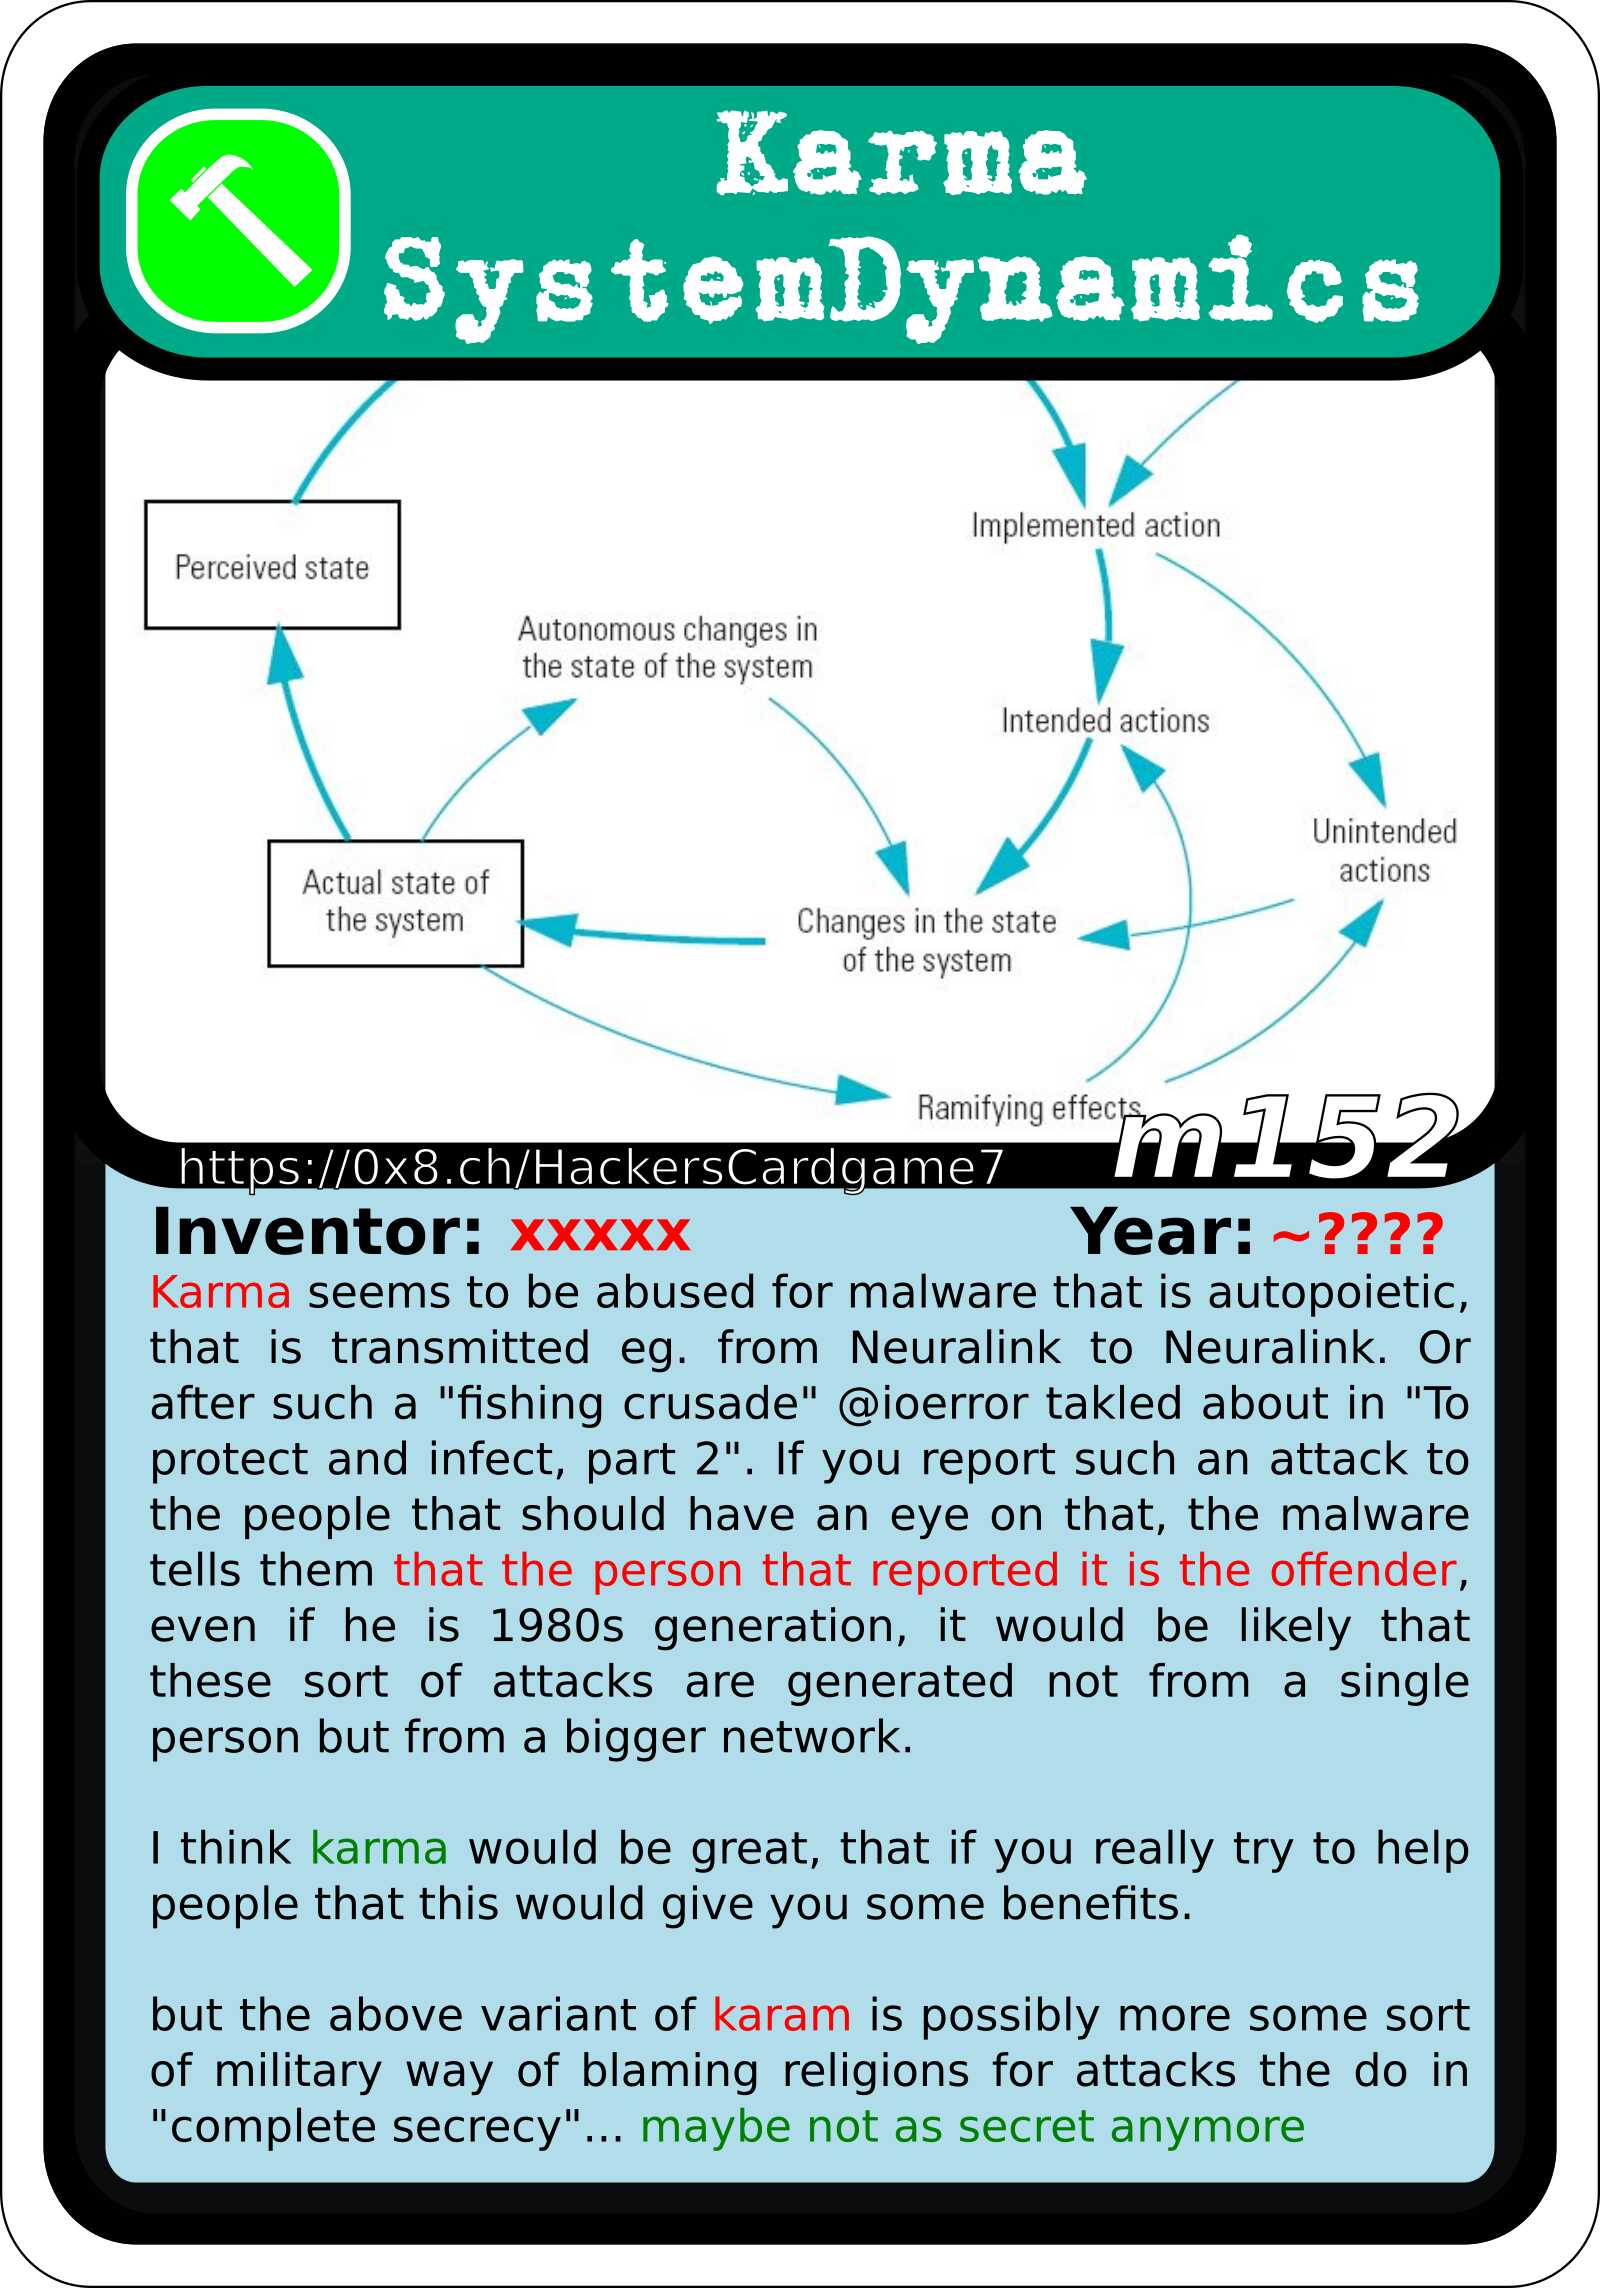 Karma
SystemDynamics
Implemented action
Perceived state
Autonomous changes in
the state of the system
Intended actions
Unintended
actions
Actual state of
the system
Changes in the state
of the system
Ramifying effects
m152
https://0x8.ch/HackersCardgame7
Inventor: xxxxx Year: ~????
Karma seems to be abused for malware that is autopoietic,
that is transmitted eg. from Neuralink to Neuralink. Or
after such a "fishing crusade" @ioerror takled about in "To
protect and infect, part 2". If you report such an attack to
the people that should have an eye on that, the malware
tells them that the person that reported it is the offender,
even if he is 1980s generation, it would be likely that
these sort of attacks are generated not from a single
person but from a bigger network.
I think karma would be great, that if you really try to help
people that this would give you some benefits.
but the above variant of karam is possibly more some sort
of military way of blaming religions for attacks the do in
"complete secrecy"... maybe not as secret anymore